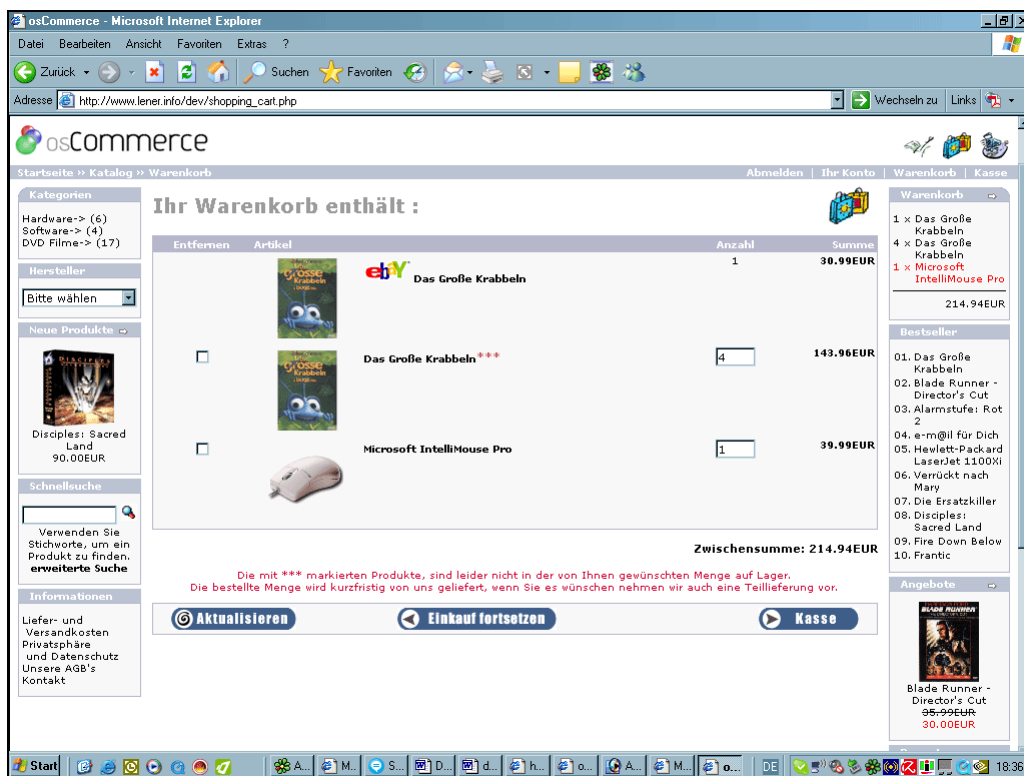 osCommerce - Microsoft Internet Explorer
Datei Bearbeiten Ansicht Favoriten Extras ?
Zurück Suchen Favoriten
Adresse http://www.lener.info/dev/shopping_cart.php Wechseln zu Links
osCommerce
Startseite » Katalog » Warenkorb Abmelden | Ihr Konto | Warenkorb | Kasse
Kategorien
Hardware-> (6)
Software-> (4)
DVD Filme-> (17)
Hersteller
Bitte wählen
Neue Produkte
Disciples: Sacred
Land
90.00EUR
Schnellsuche
Verwenden Sie
Stichworte, um ein
Produkt zu finden.
erweiterte Suche
Informationen
Liefer- und
Versandkosten
Privatsphäre
und Datenschutz
Unsere AGB's
Kontakt
Ihr Warenkorb enthält :
Entfernen Artikel Anzahl Summe
ebY Das Große Krabbeln 1 30.99EUR
Das Große Krabbeln*** 4 143.96EUR
Microsoft IntelliMouse Pro 1 39.99EUR
Zwischensumme: 214.94EUR
Die mit *** markierten Produkte, sind leider nicht in der von Ihnen gewünschten Menge auf Lager.
Die bestellte Menge wird kurzfristig von uns geliefert, wenn Sie es wünschen nehmen wir auch eine Teillieferung vor.
Aktualisieren Einkauf fortsetzen Kasse
Warenkorb
1 x Das Große
Krabbeln
4 x Das Große
Krabbeln
1 x Microsoft
IntelliMouse Pro
214.94EUR
Bestseller
01. Das Große
Krabbeln
02. Blade Runner -
Director's Cut
03. Alarmstufe: Rot
2
04. e-m@il für Dich
05. Hewlett-Packard
LaserJet 1100Xi
06. Verrückt nach
Mary
07. Die Ersatzkiller
08. Disciples:
Sacred Land
09. Fire Down Below
10. Frantic
Angebote
BLADE RUNNER
Blade Runner -
Director's Cut
35.99EUR
30.00EUR
Start A... M... S... D... d... h... o... A... M... o... DE 18:36